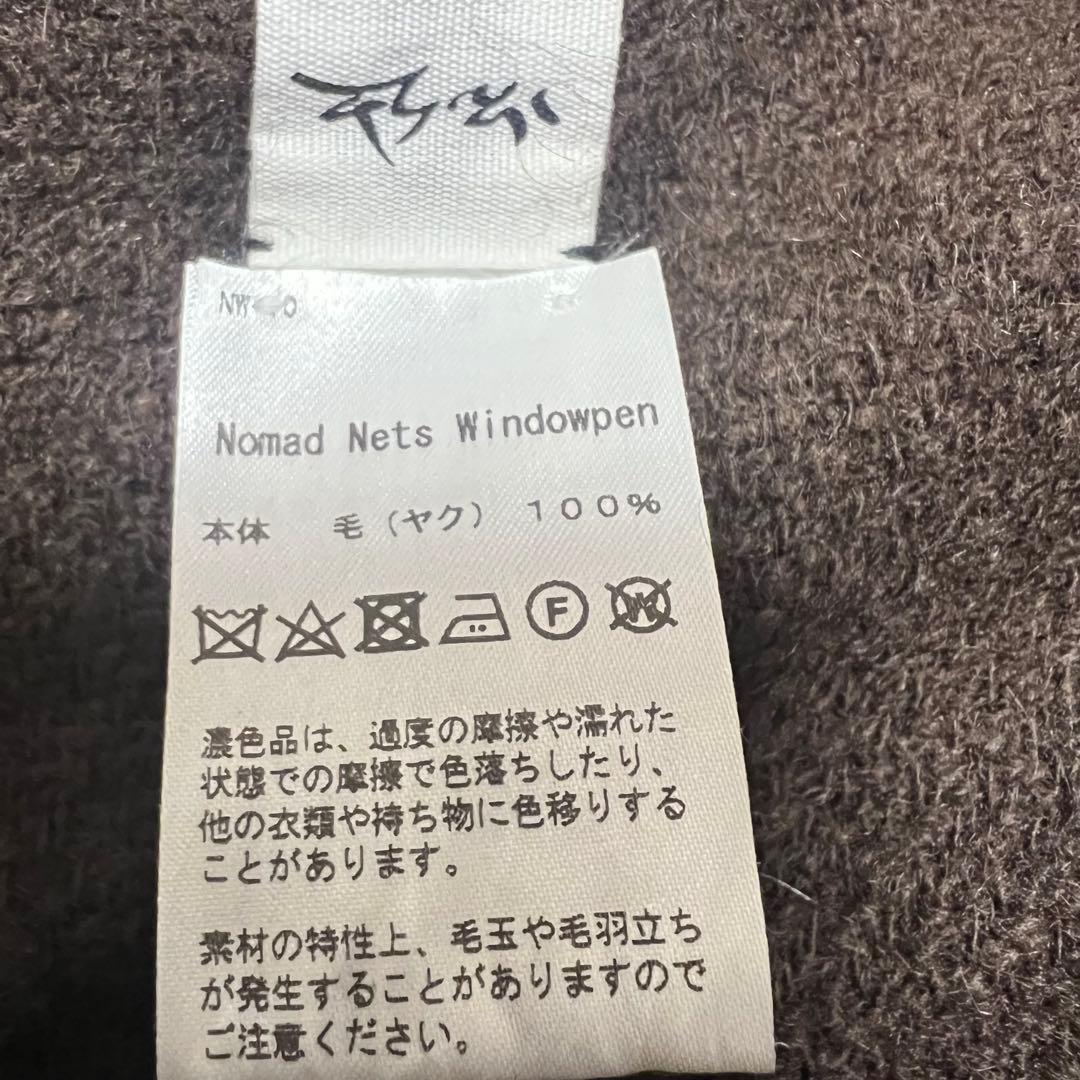 Nomad Nets Windowpen
本体 毛(ヤク) 100%
F
W
濃色品は、過度の摩擦や濡れた
状態での摩擦で色落ちしたり、
他の衣類や持ち物に色移りする
ことがあります。
素材の特性上、毛玉や毛羽立ち
が発生することがありますので
ご注意ください。